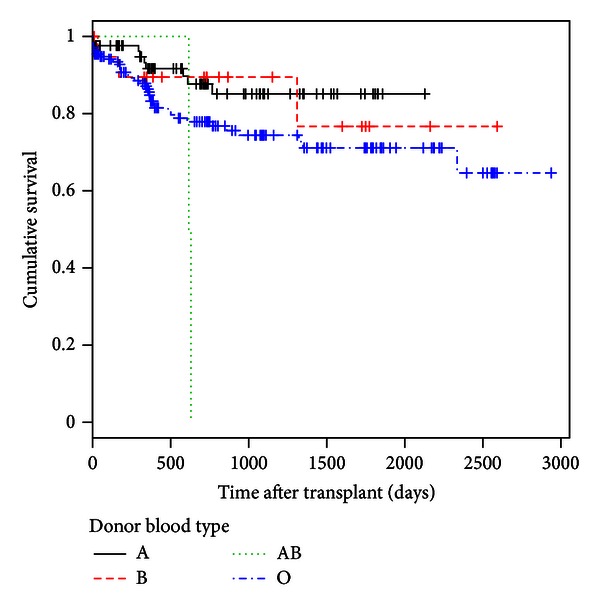 Cumulative survival
1
0.8
0.6
0.4
0.2
0
0 500 1000 1500 2000 2500 3000
Time after transplant (days)
Donor blood type
A AB
B O